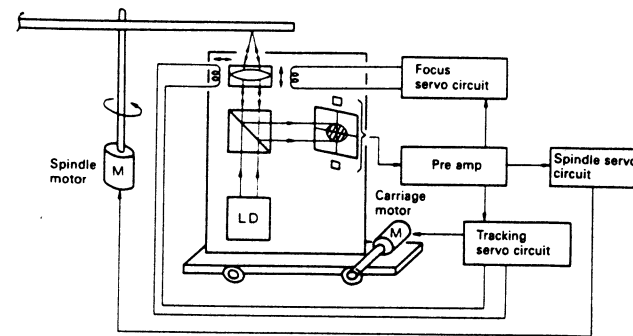 Focus
servo circuit
Pre amp
Spindle servo
circuit
Spindle
motor
M
LD
Carriage
motor
M
Tracking
servo circuit